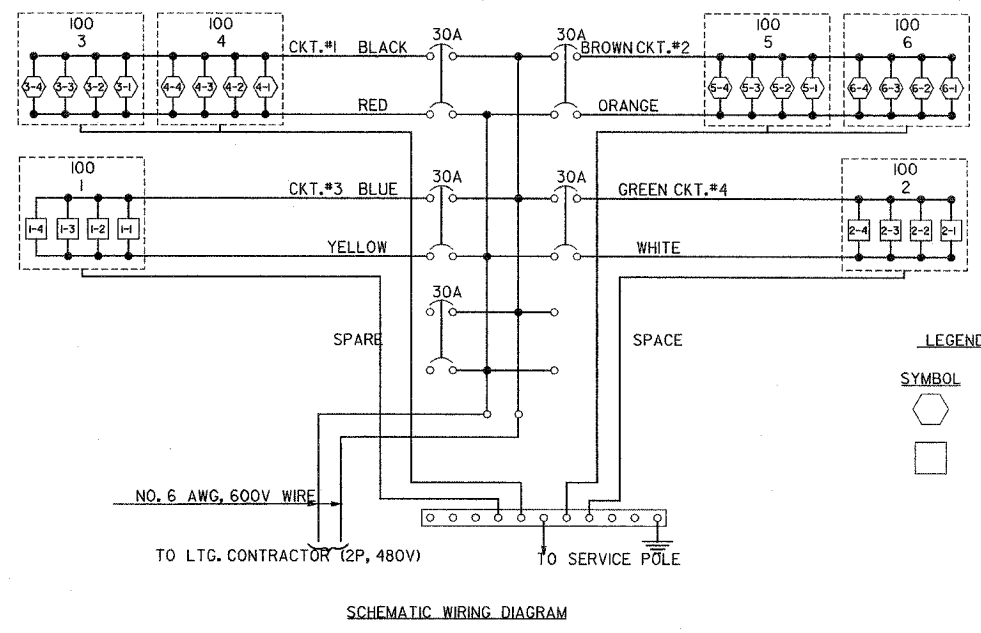 100
3
100
4
CKT.#1 BLACK
30A
30A
BROWN CKT.#2
100
5
100
6
3-4
3-3
3-2
3-1
4-4
4-3
4-2
4-1
5-4
5-3
5-2
5-1
6-4
6-3
6-2
6-1
RED
ORANGE
100
1
CKT.#3 BLUE
30A
30A
GREEN CKT.#4
100
2
1-4
1-3
1-2
1-1
2-4
2-3
2-2
2-1
YELLOW
WHITE
30A
SPARE
SPACE
LEGEND
SYMBOL
NO. 6 AWG, 600V WIRE
TO LTG. CONTRACTOR (2P, 480V)
TO SERVICE POLE
SCHEMATIC WIRING DIAGRAM